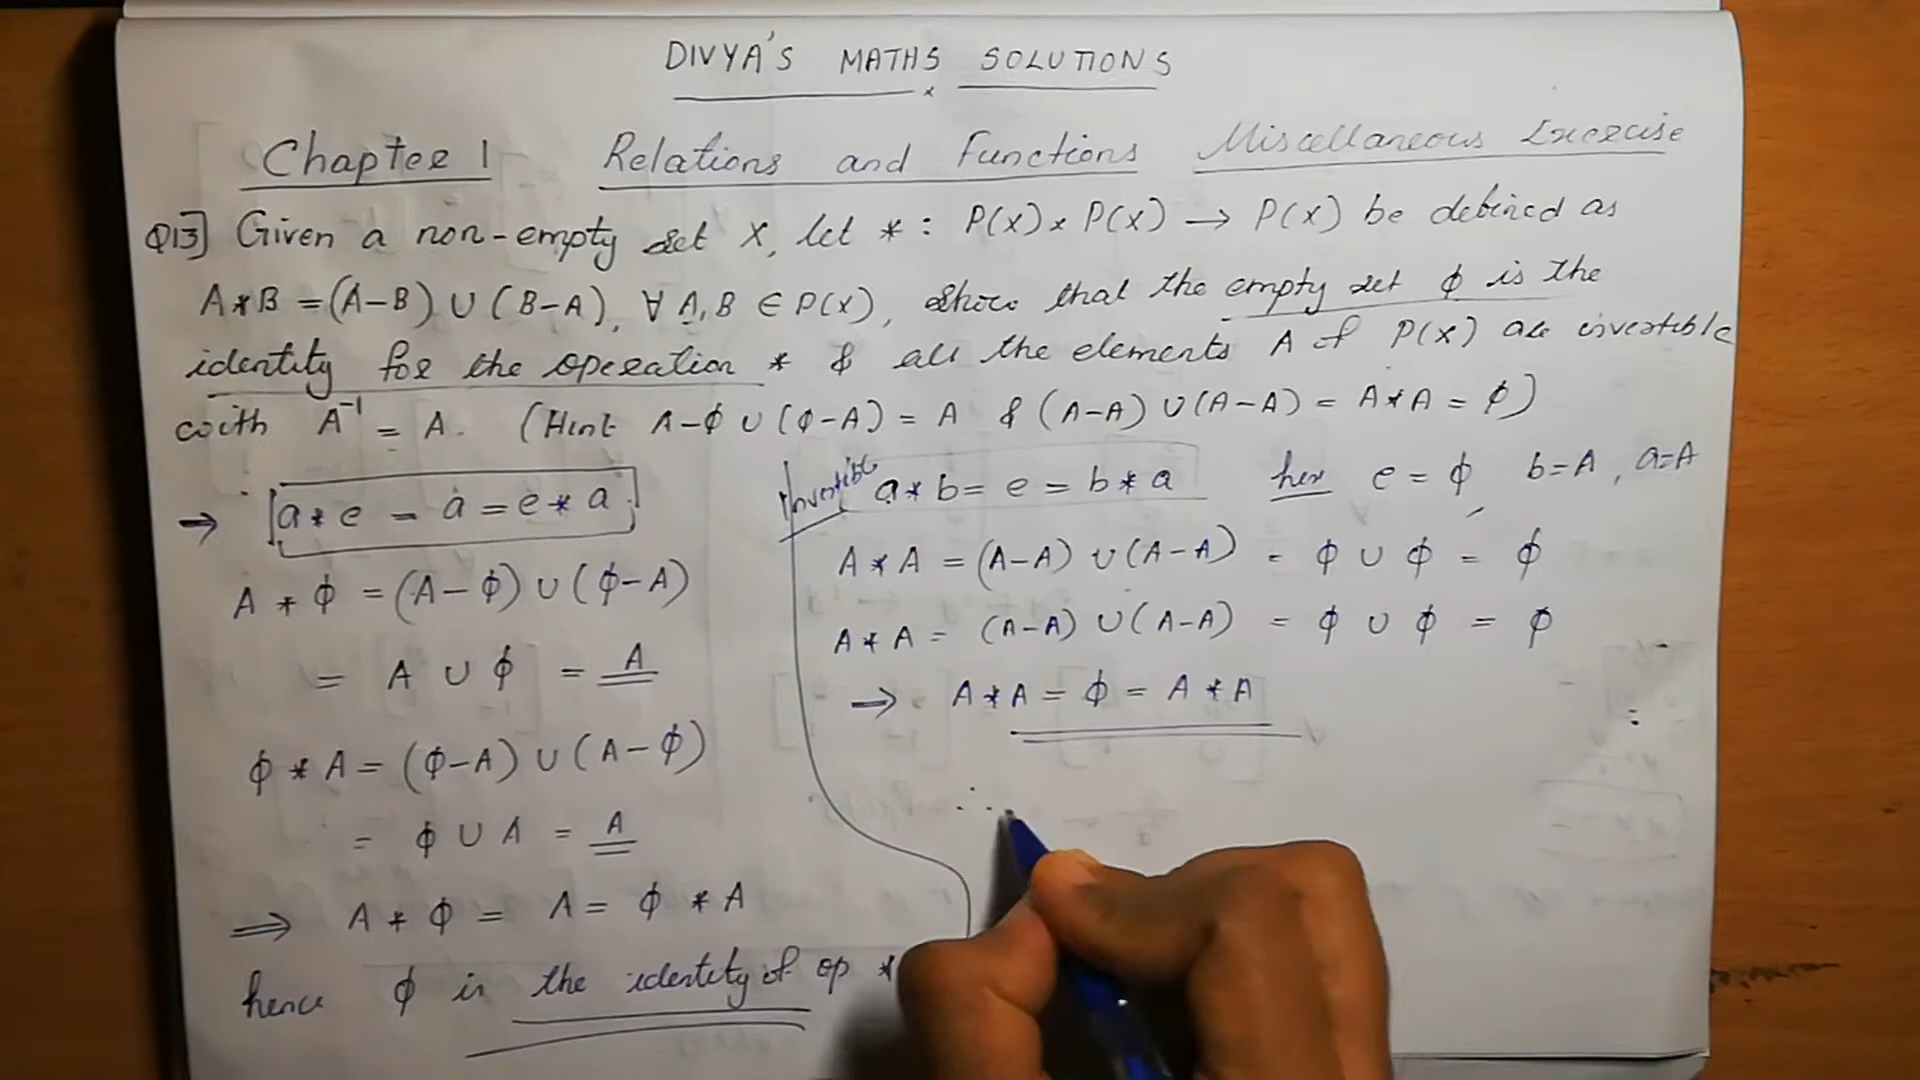 DIVYA'S MATHS SOLUTIONS
Chapter 1 Relations and Functions Miscellaneous Exercise
Q13] Given a non-empty set X, let * : P(X) × P(X) → P(X) be defined as
A*B = (A-B) ∪ (B-A), ∀ A, B ∈ P(X), show that the empty set ϕ is the
identity for the operation * & all the elements A of P(X) are invertible
with A⁻¹ = A. (Hint A-ϕ ∪ (ϕ-A) = A & (A-A) ∪ (A-A) = A*A = ϕ)
→ a*e = a = e*a
A * ϕ = (A-ϕ) ∪ (ϕ-A)
= A ∪ ϕ = A
ϕ * A = (ϕ-A) ∪ (A-ϕ)
= ϕ ∪ A = A
⇒ A * ϕ = A = ϕ * A
hence ϕ is the identity of op *
Invertible a*b = e = b*a her e = ϕ b=A, a=A
A * A = (A-A) ∪ (A-A) = ϕ ∪ ϕ = ϕ
A * A = (A-A) ∪ (A-A) = ϕ ∪ ϕ = ϕ
⇒ A*A = ϕ = A*A
∴